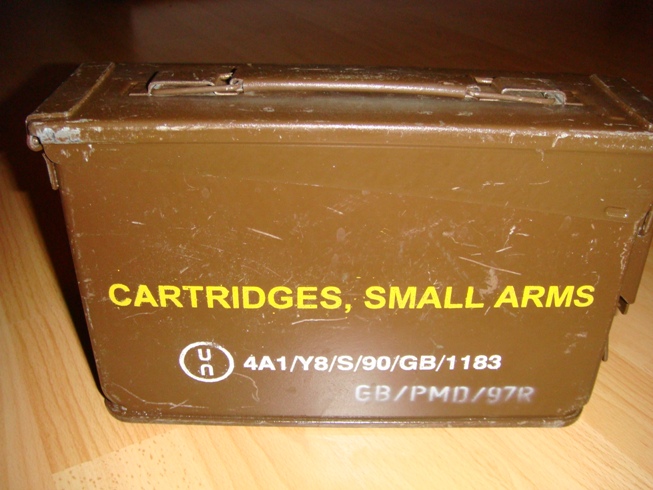 CARTRIDGES, SMALL ARMS
un 4A1/Y8/S/90/GB/1183
GB/PMD/97R